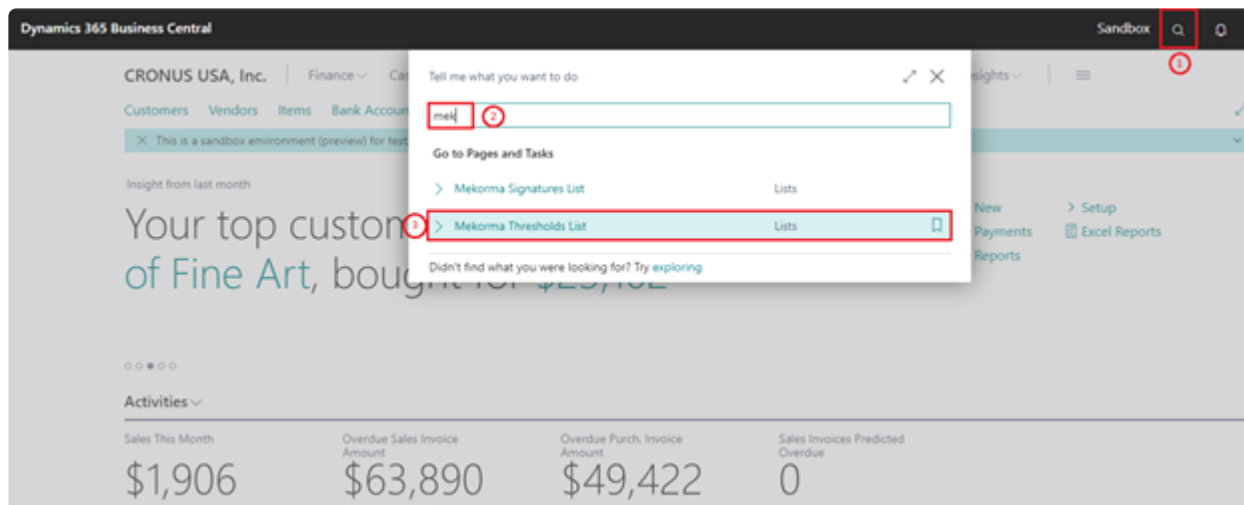 Dynamics 365 Business Central
Sandbox
1
CRONUS USA, Inc.
Finance
Tell me what you want to do
Customers Vendors Items Bank Accoun
mek 2
This is a sandbox environment (preview) for test
Go to Pages and Tasks
Insight from last month
Mekorma Signatures List Lists
New > Setup
Your top custom
3 > Mekorma Thresholds List Lists
Payments Excel Reports
Reports
Didn't find what you were looking for? Try exploring
of Fine Art, bought for
Activities
Sales This Month
Overdue Sales Invoice Amount
Overdue Purch. Invoice Amount
Sales Invoices Predicted Overdue
$1,906 $63,890 $49,422 0